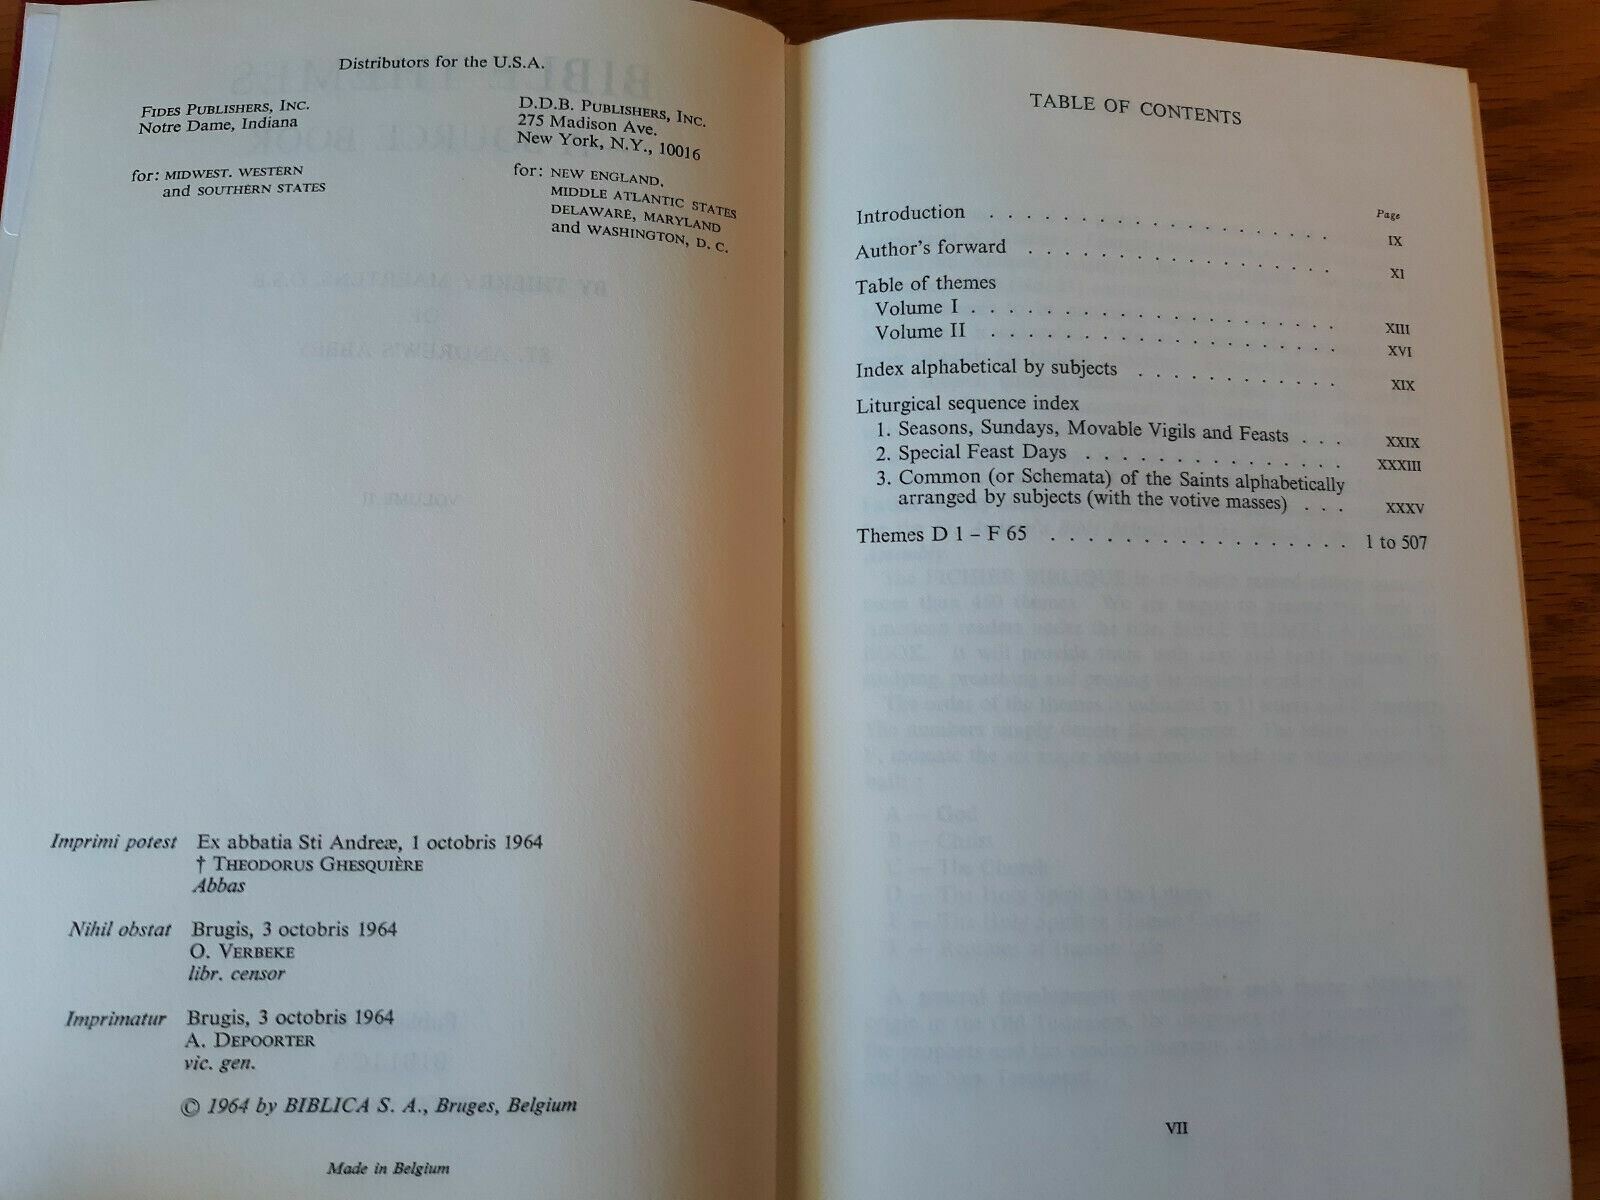 Distributors for the U.S.A.
FIDES PUBLISHERS, INC.
Notre Dame, Indiana
for: MIDWEST. WESTERN
and SOUTHERN STATES
D.D.B. PUBLISHERS, INC.
275 Madison Ave.
New York, N.Y., 10016
for: NEW ENGLAND,
MIDDLE ATLANTIC STATES
DELAWARE, MARYLAND
and WASHINGTON, D. C.
Imprimi potest Ex abbatia Sti Andreæ, 1 octobris 1964
† THEODORUS GHESQUIÈRE
Abbas
Nihil obstat Brugis, 3 octobris 1964
O. VERBEKE
libr. censor
Imprimatur Brugis, 3 octobris 1964
A. DEPOORTER
vic. gen.
© 1964 by BIBLICA S. A., Bruges, Belgium
Made in Belgium
TABLE OF CONTENTS
Page
Introduction . . . . . . . . . . . . . . . . . IX
Author's forward . . . . . . . . . . . . . . . . XI
Table of themes
Volume I . . . . . . . . . . . . . . . . XIII
Volume II . . . . . . . . . . . . . . . . XVI
Index alphabetical by subjects . . . . . . . . . . . XIX
Liturgical sequence index
1. Seasons, Sundays, Movable Vigils and Feasts . . . XXIX
2. Special Feast Days . . . . . . . . . . . . . XXXIII
3. Common (or Schemata) of the Saints alphabetically
arranged by subjects (with the votive masses) . . . XXXV
Themes D 1 – F 65 . . . . . . . . . . . . . . . . 1 to 507
VII